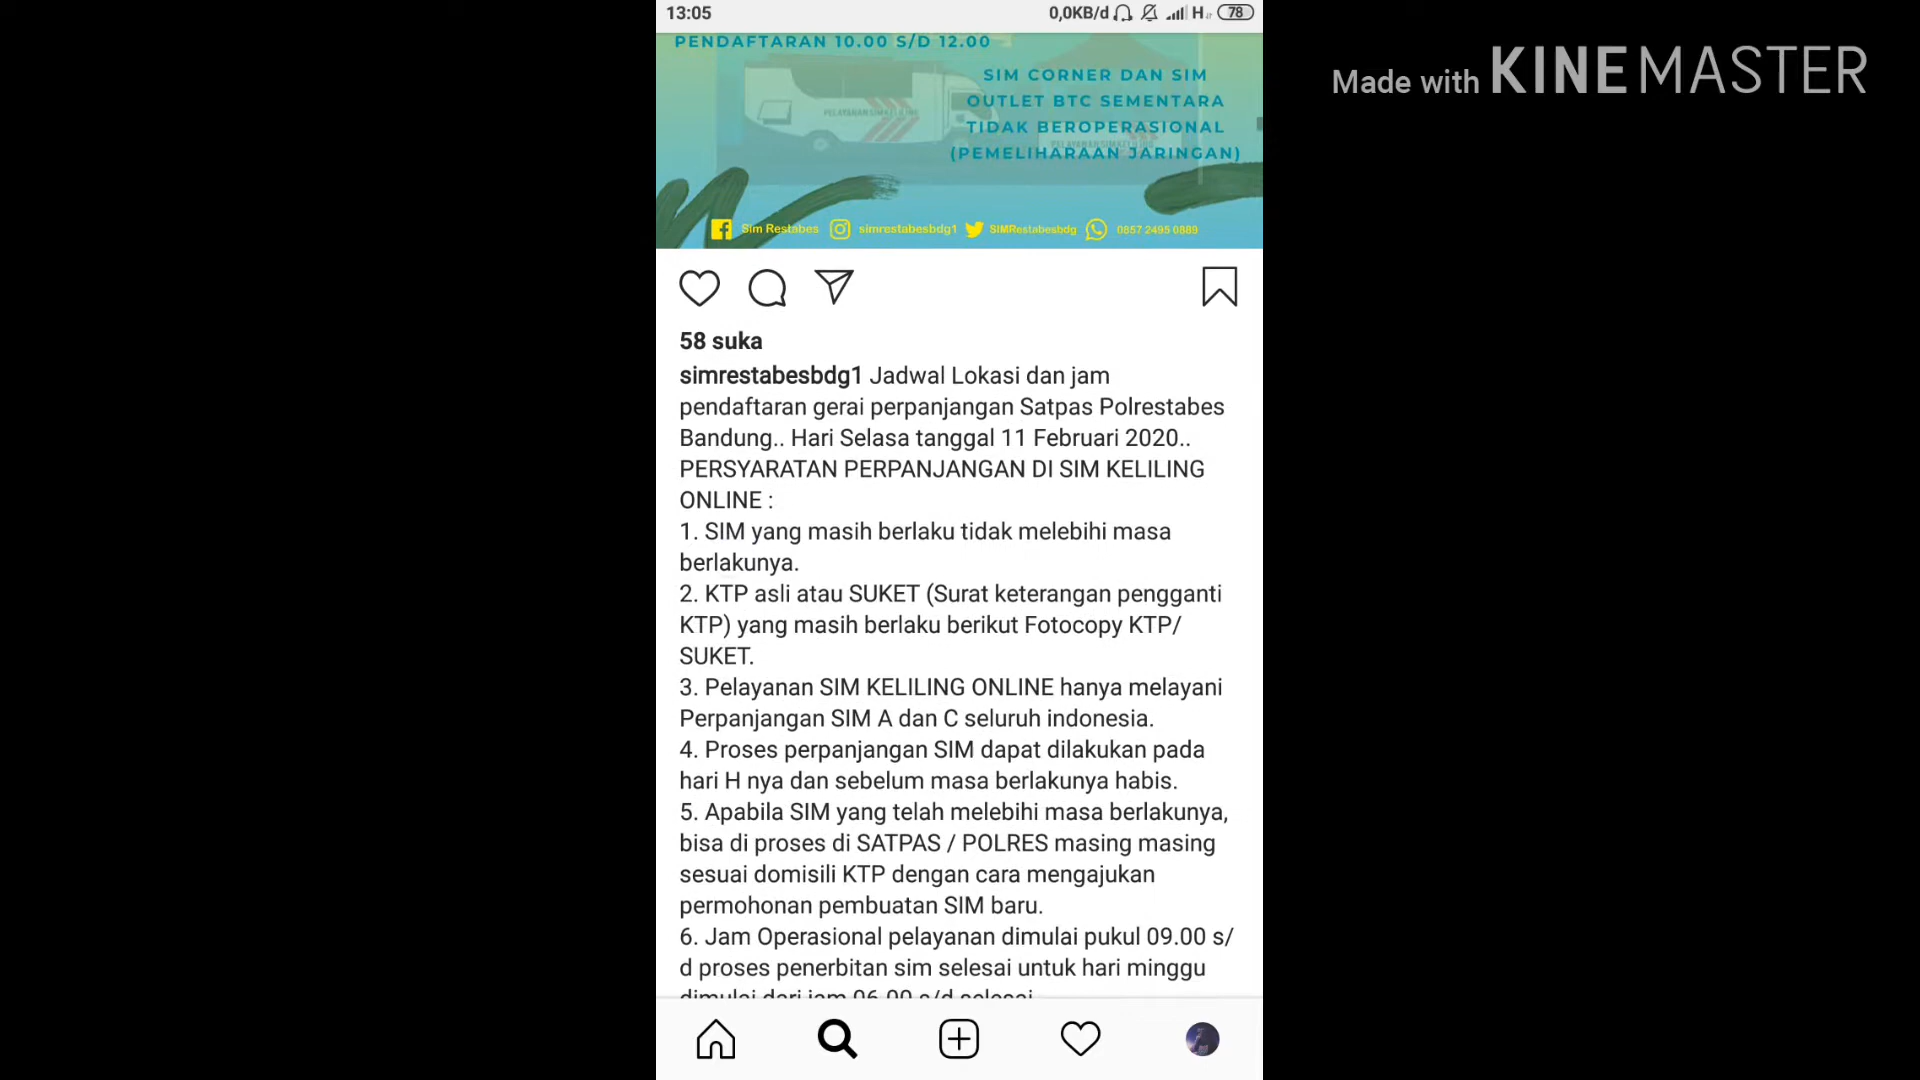 13:05
0,0KB/d
H
78
Made with KINEMASTER
PENDAFTARAN 10.00 S/D 12.00
SIM CORNER DAN SIM
OUTLET BTC SEMENTARA
TIDAK BEROPERASIONAL
(PEMELIHARAAN JARINGAN)
Sim Restabes simrestabesbdg1 SIMRestabesbdg 0857 2495 0889
58 suka
simrestabesbdg1 Jadwal Lokasi dan jam
pendaftaran gerai perpanjangan Satpas Polrestabes
Bandung.. Hari Selasa tanggal 11 Februari 2020..
PERSYARATAN PERPANJANGAN DI SIM KELILING
ONLINE :
1. SIM yang masih berlaku tidak melebihi masa
berlakunya.
2. KTP asli atau SUKET (Surat keterangan pengganti
KTP) yang masih berlaku berikut Fotocopy KTP/
SUKET.
3. Pelayanan SIM KELILING ONLINE hanya melayani
Perpanjangan SIM A dan C seluruh indonesia.
4. Proses perpanjangan SIM dapat dilakukan pada
hari H nya dan sebelum masa berlakunya habis.
5. Apabila SIM yang telah melebihi masa berlakunya,
bisa di proses di SATPAS / POLRES masing masing
sesuai domisili KTP dengan cara mengajukan
permohonan pembuatan SIM baru.
6. Jam Operasional pelayanan dimulai pukul 09.00 s/
d proses penerbitan sim selesai untuk hari minggu
dimulai dari jam 06.00 s/d selesai